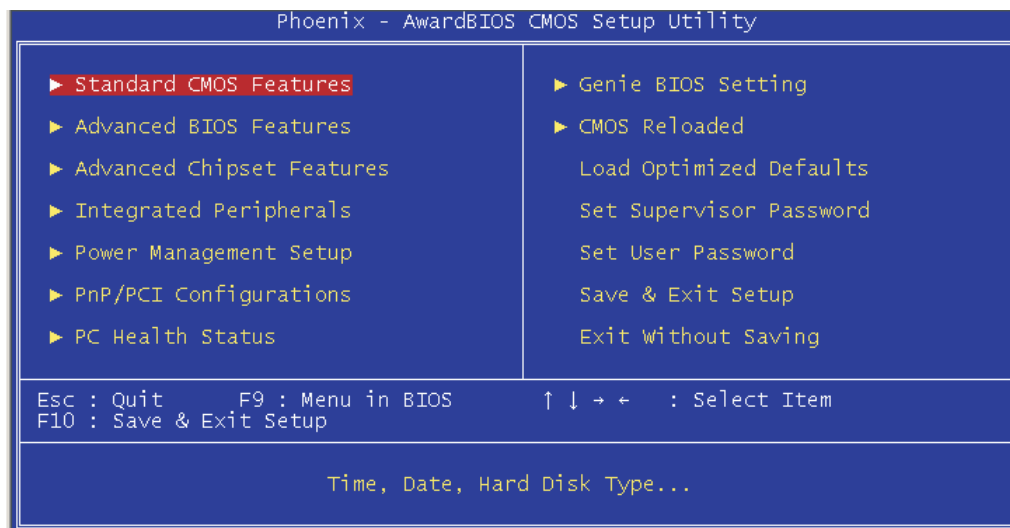 Phoenix - AwardBIOS CMOS Setup Utility
▶ Standard CMOS Features
▶ Advanced BIOS Features
▶ Advanced Chipset Features
▶ Integrated Peripherals
▶ Power Management Setup
▶ PnP/PCI Configurations
▶ PC Health Status
▶ Genie BIOS Setting
▶ CMOS Reloaded
Load Optimized Defaults
Set Supervisor Password
Set User Password
Save & Exit Setup
Exit Without Saving
Esc : Quit F9 : Menu in BIOS ↑ ↓ → ← : Select Item
F10 : Save & Exit Setup
Time, Date, Hard Disk Type...